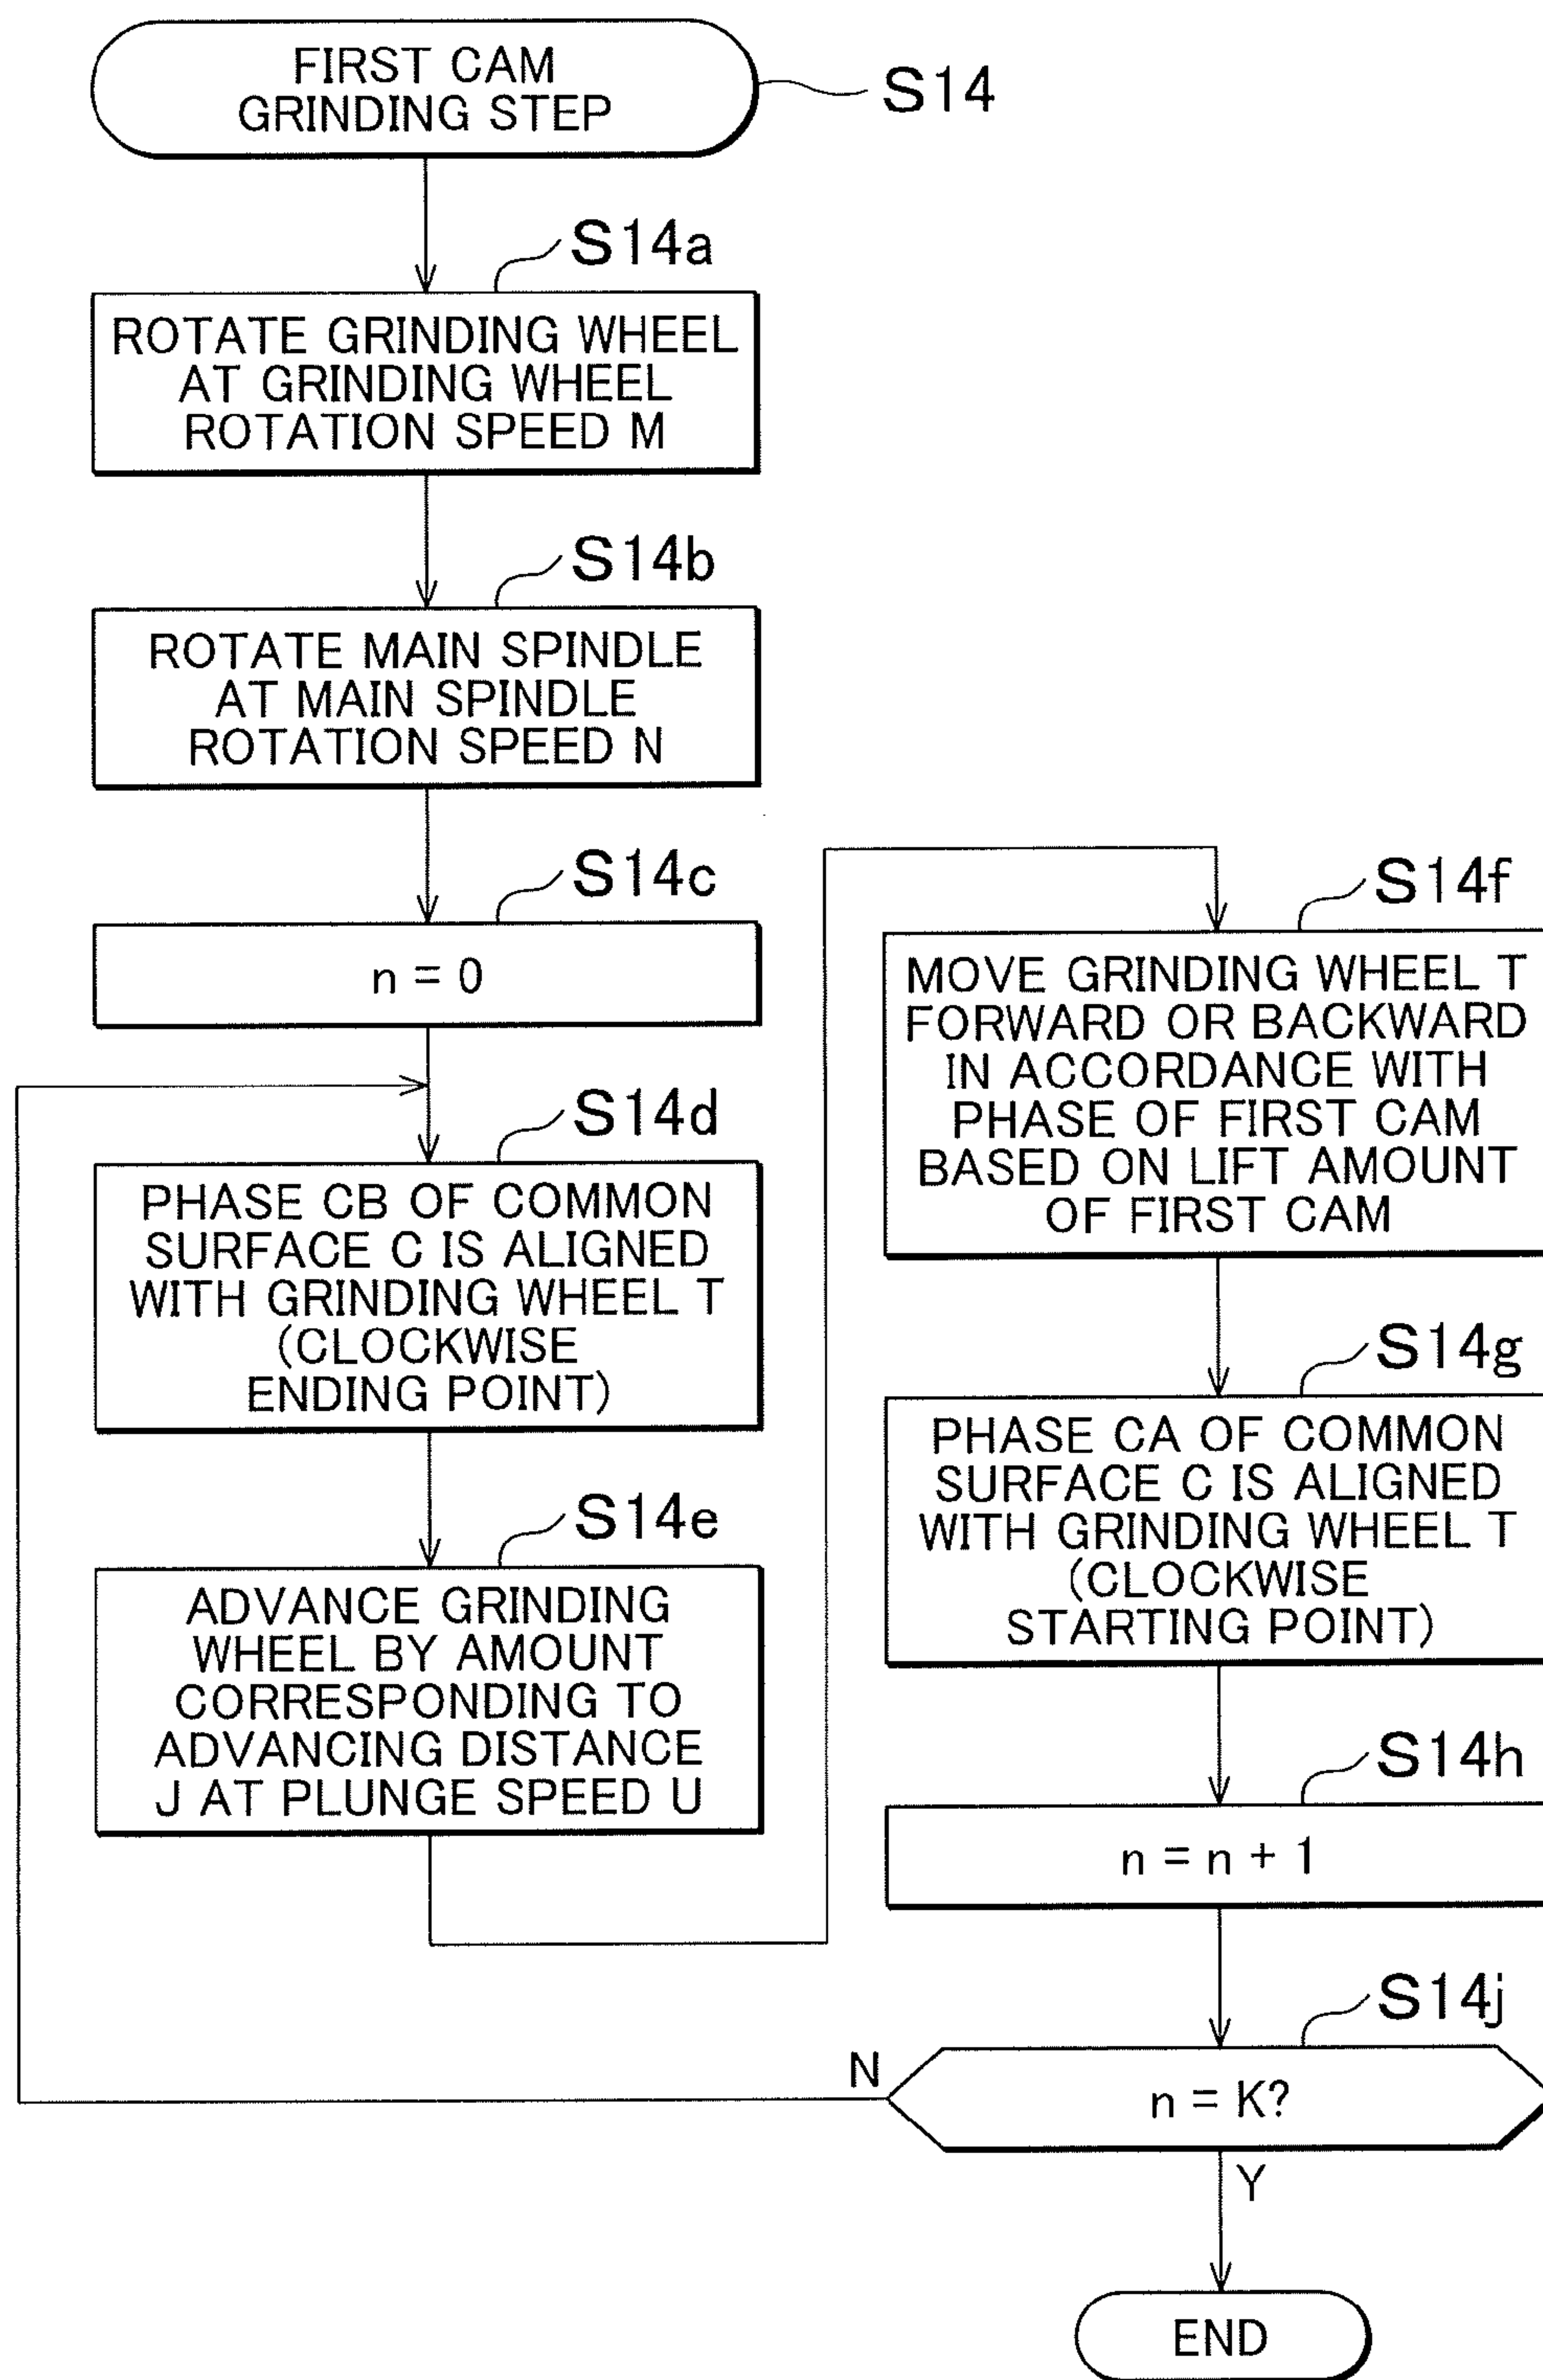 FIRST CAM
GRINDING STEP
S14
S14a
ROTATE GRINDING WHEEL
AT GRINDING WHEEL
ROTATION SPEED M
S14b
ROTATE MAIN SPINDLE
AT MAIN SPINDLE
ROTATION SPEED N
S14c
n = 0
S14d
PHASE CB OF COMMON
SURFACE C IS ALIGNED
WITH GRINDING WHEEL T
(CLOCKWISE
ENDING POINT)
S14e
ADVANCE GRINDING
WHEEL BY AMOUNT
CORRESPONDING TO
ADVANCING DISTANCE
J AT PLUNGE SPEED U
S14f
MOVE GRINDING WHEEL T
FORWARD OR BACKWARD
IN ACCORDANCE WITH
PHASE OF FIRST CAM
BASED ON LIFT AMOUNT
OF FIRST CAM
S14g
PHASE CA OF COMMON
SURFACE C IS ALIGNED
WITH GRINDING WHEEL T
(CLOCKWISE
STARTING POINT)
S14h
n = n + 1
S14j
N
n = K?
Y
END